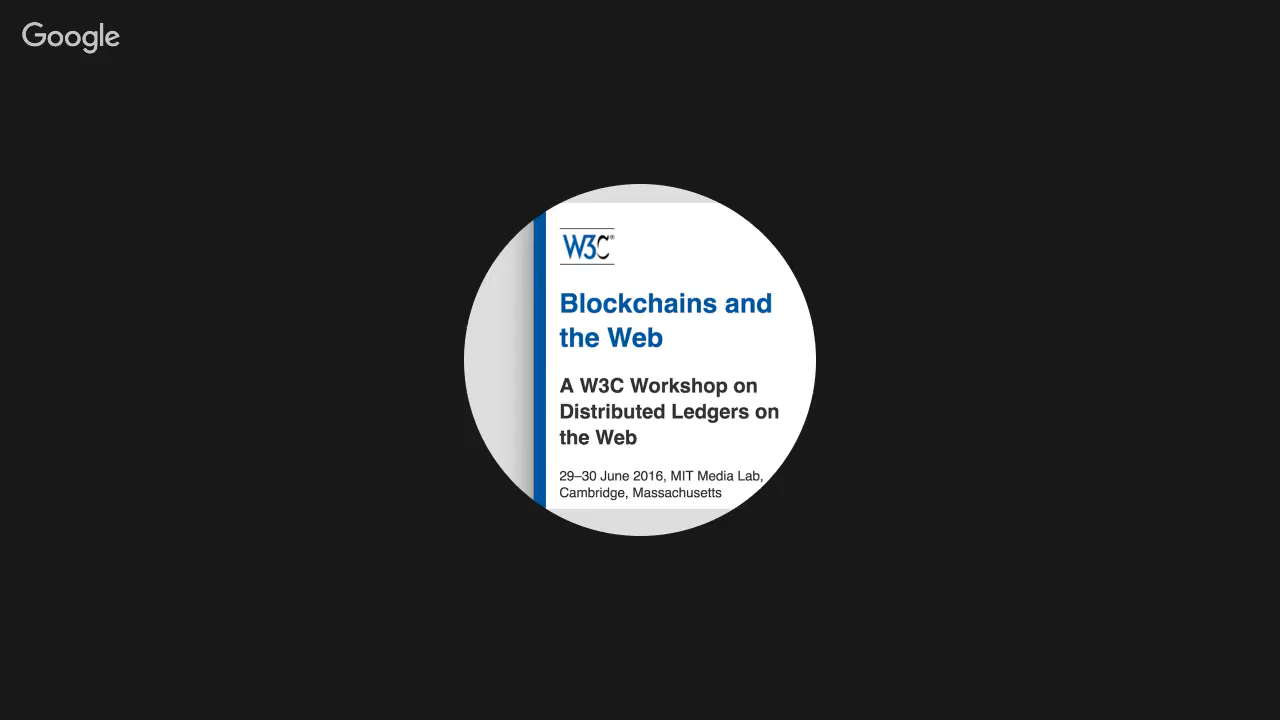 Google
W3C®
Blockchains and
the Web
A W3C Workshop on
Distributed Ledgers on
the Web
29–30 June 2016, MIT Media Lab,
Cambridge, Massachusetts